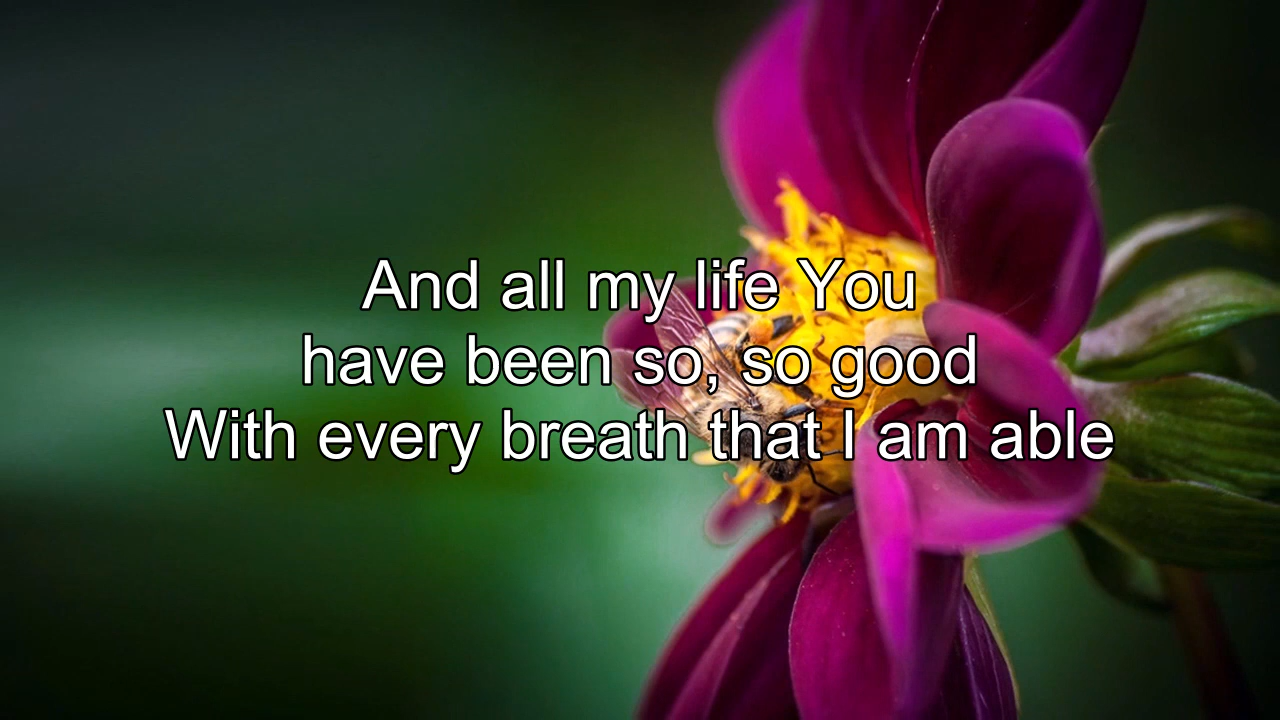 And all my life You
have been so, so good
With every breath that I am able